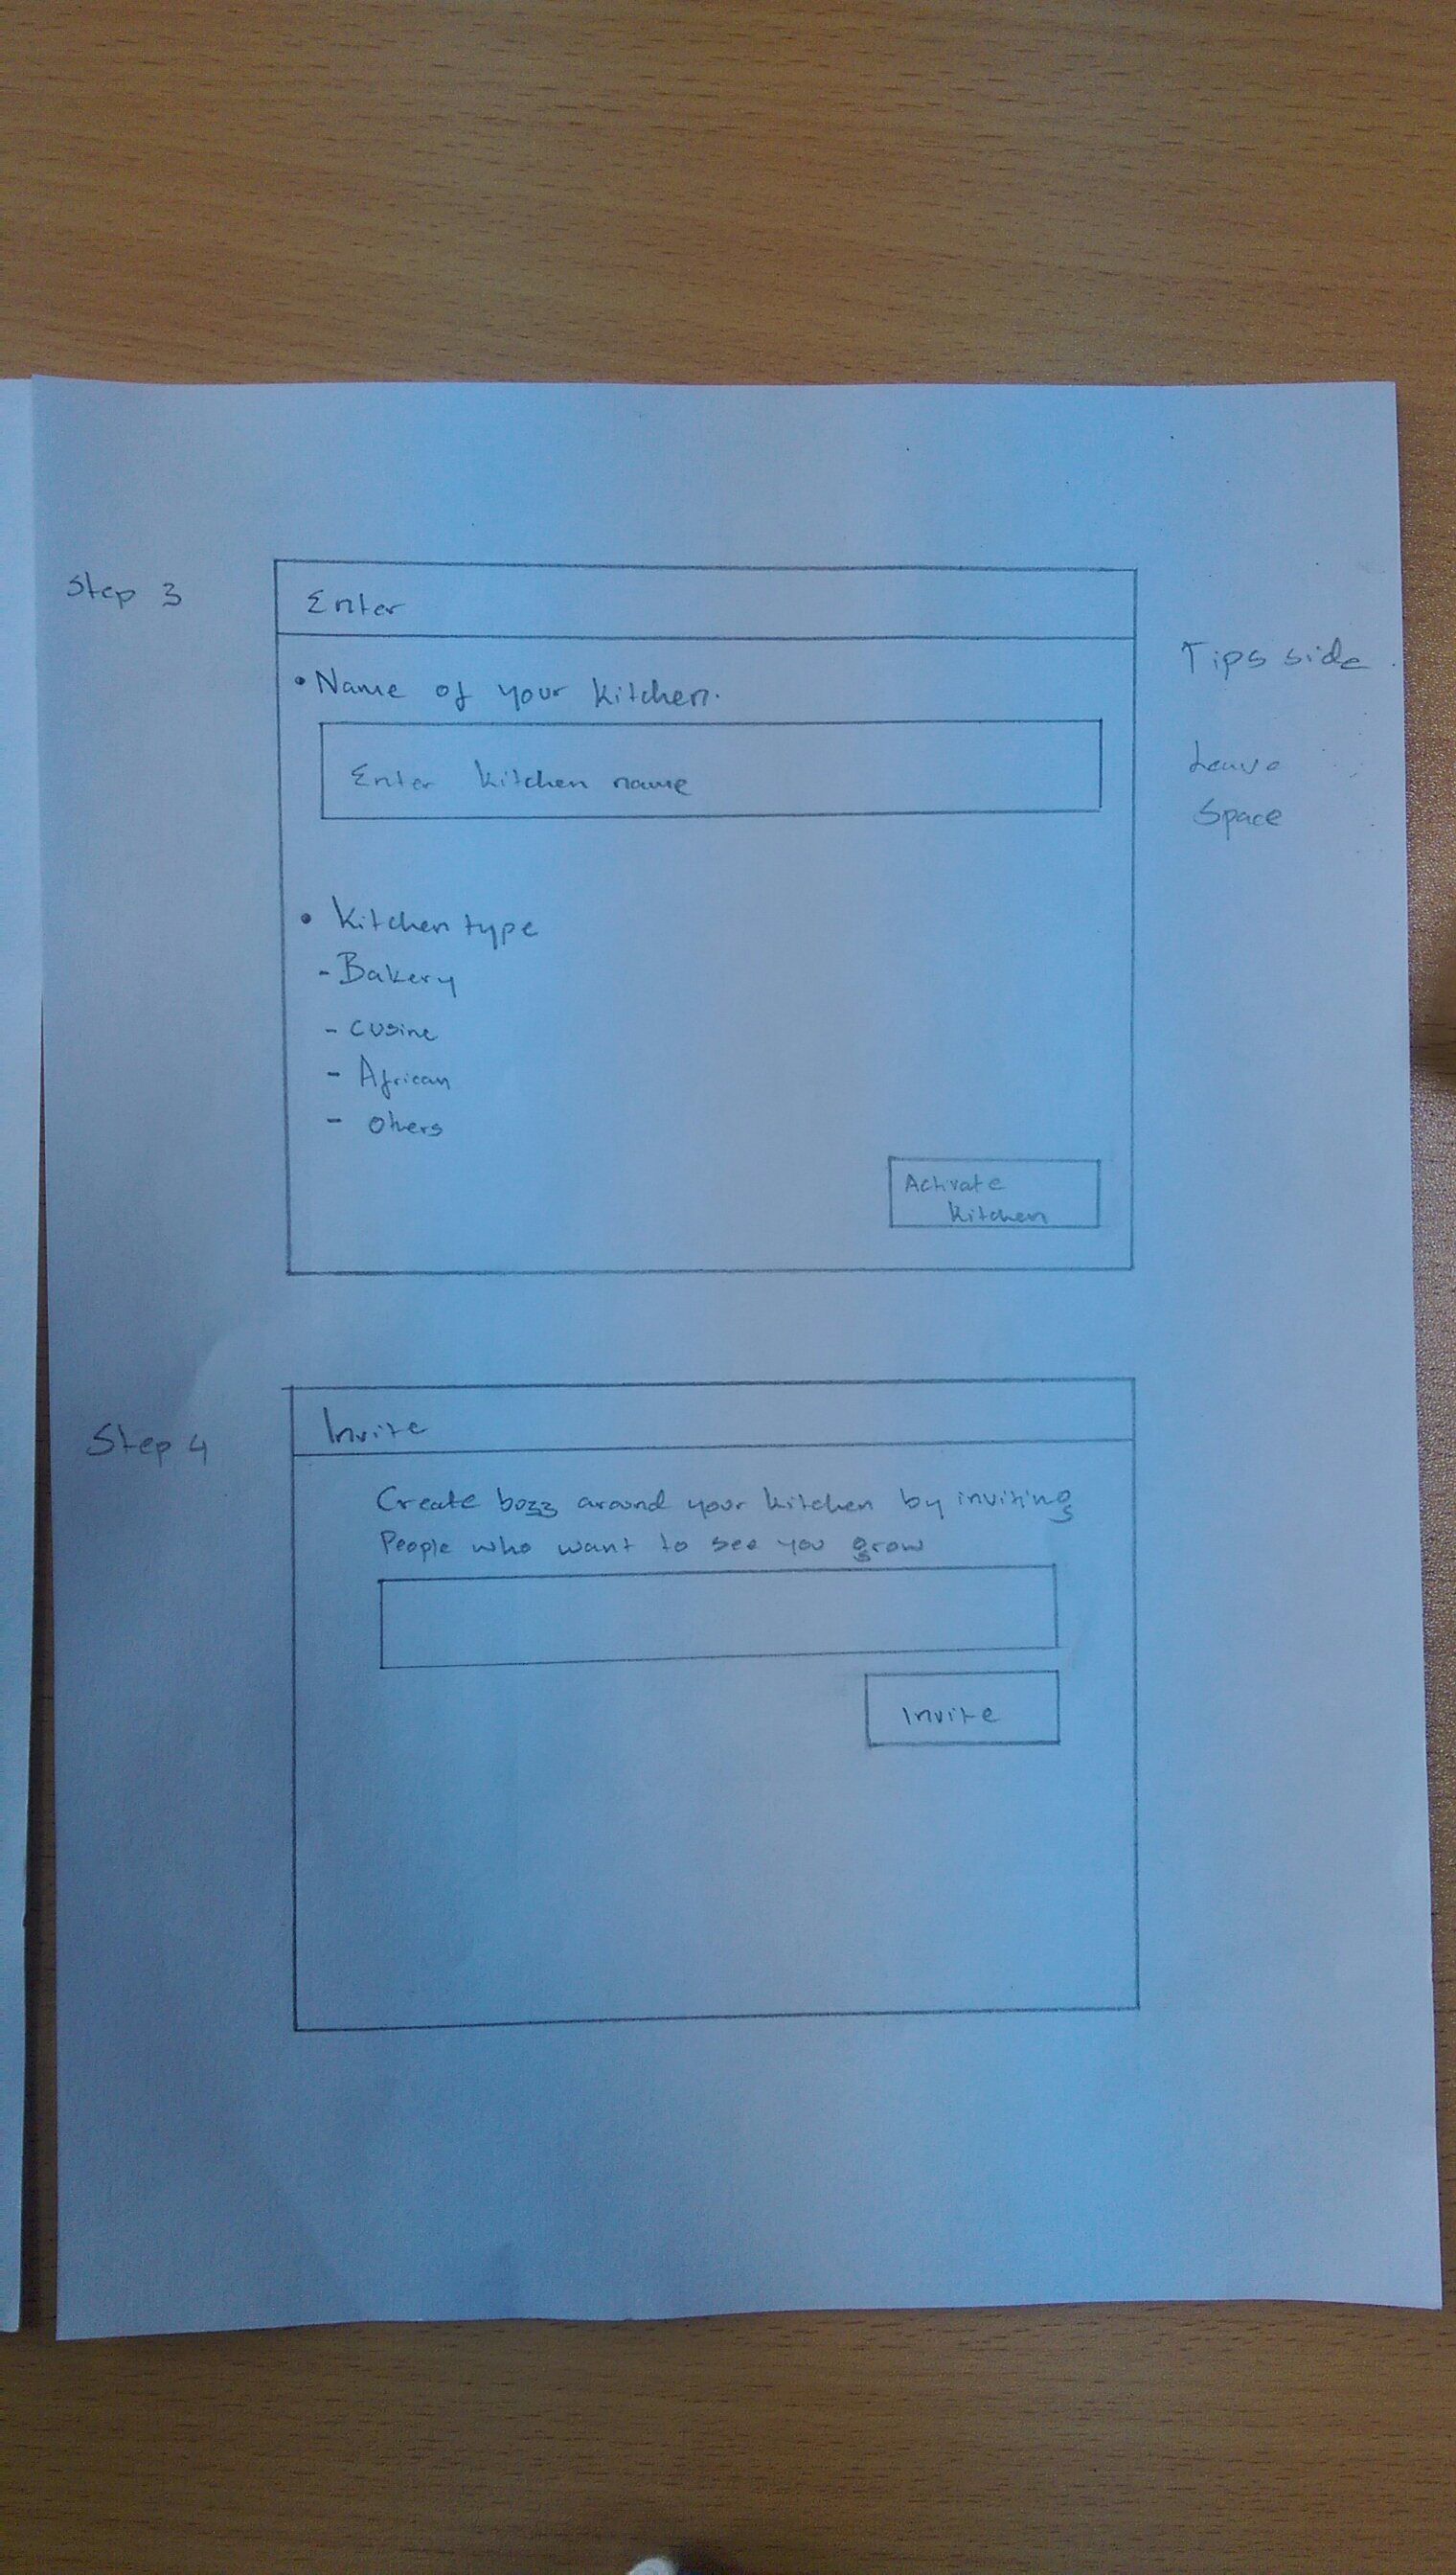 Step 3
Enter
Tips side
Leave
Space
• Name of your kitchen.
Enter kitchen name
• Kitchen type
- Bakery
- cusine
- African
- Others
Activate
Kitchen
Step 4
Invite
Create bozz around your kitchen by inviting
People who want to see you grow
Invite